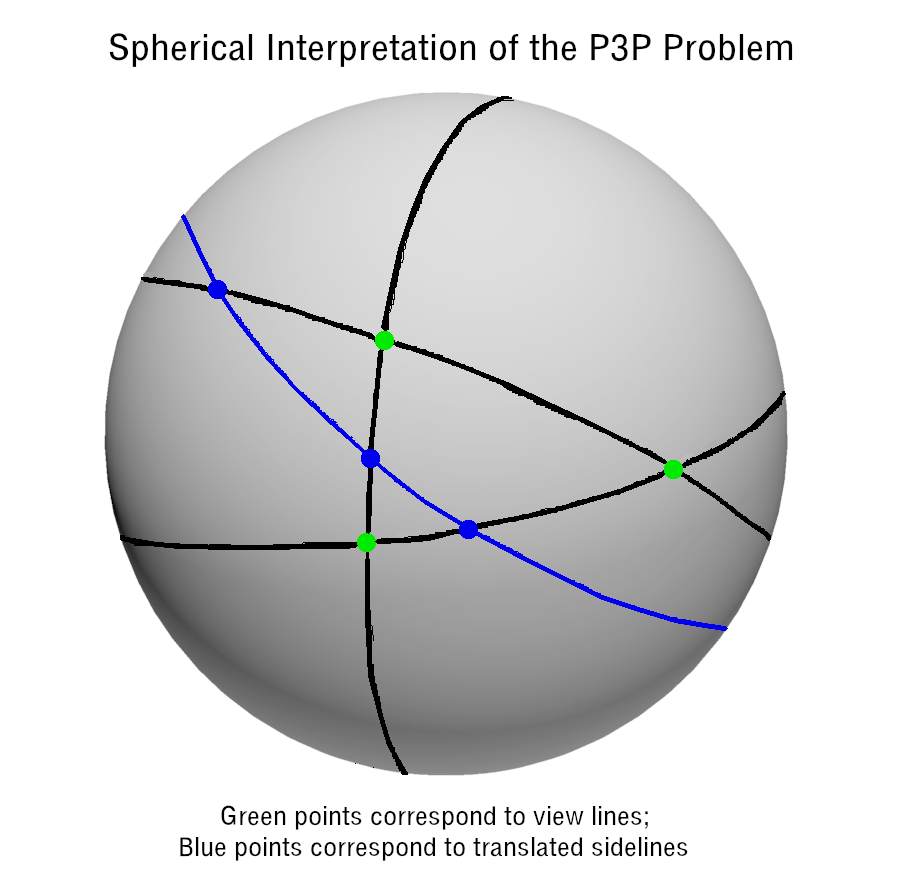 Spherical Interpretation of the P3P Problem
Green points correspond to view lines;
Blue points correspond to translated sidelines